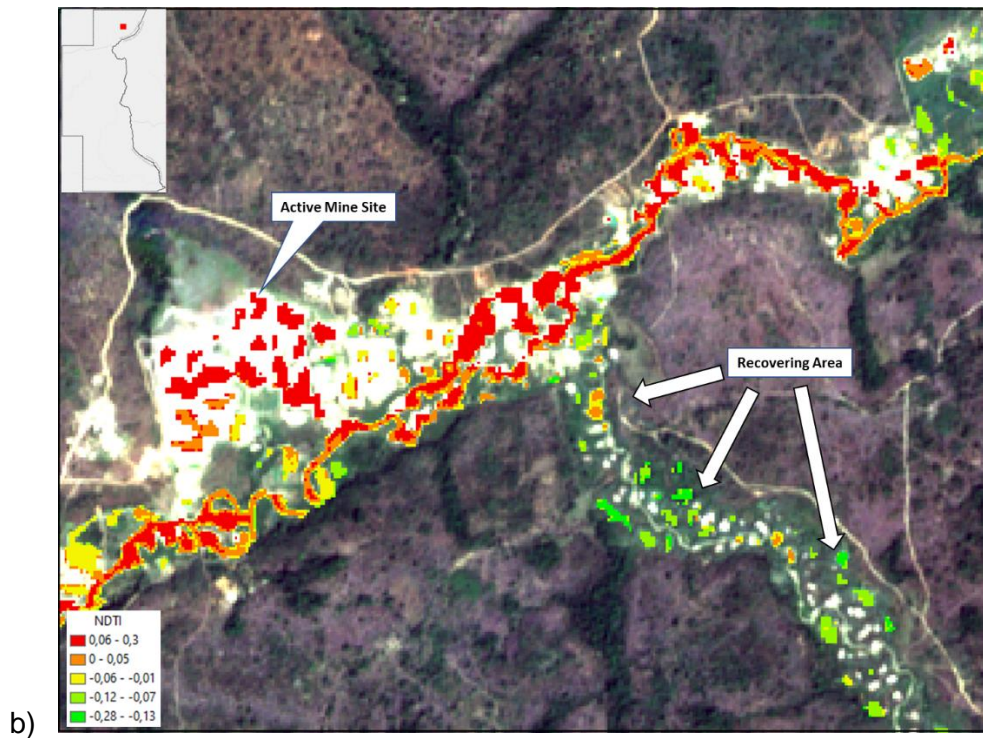 Active Mine Site
Recovering Area
NDTI
0,06 - 0,3
0 - 0,05
-0,06 - -0,01
-0,12 - -0,07
-0,28 - -0,13
b)